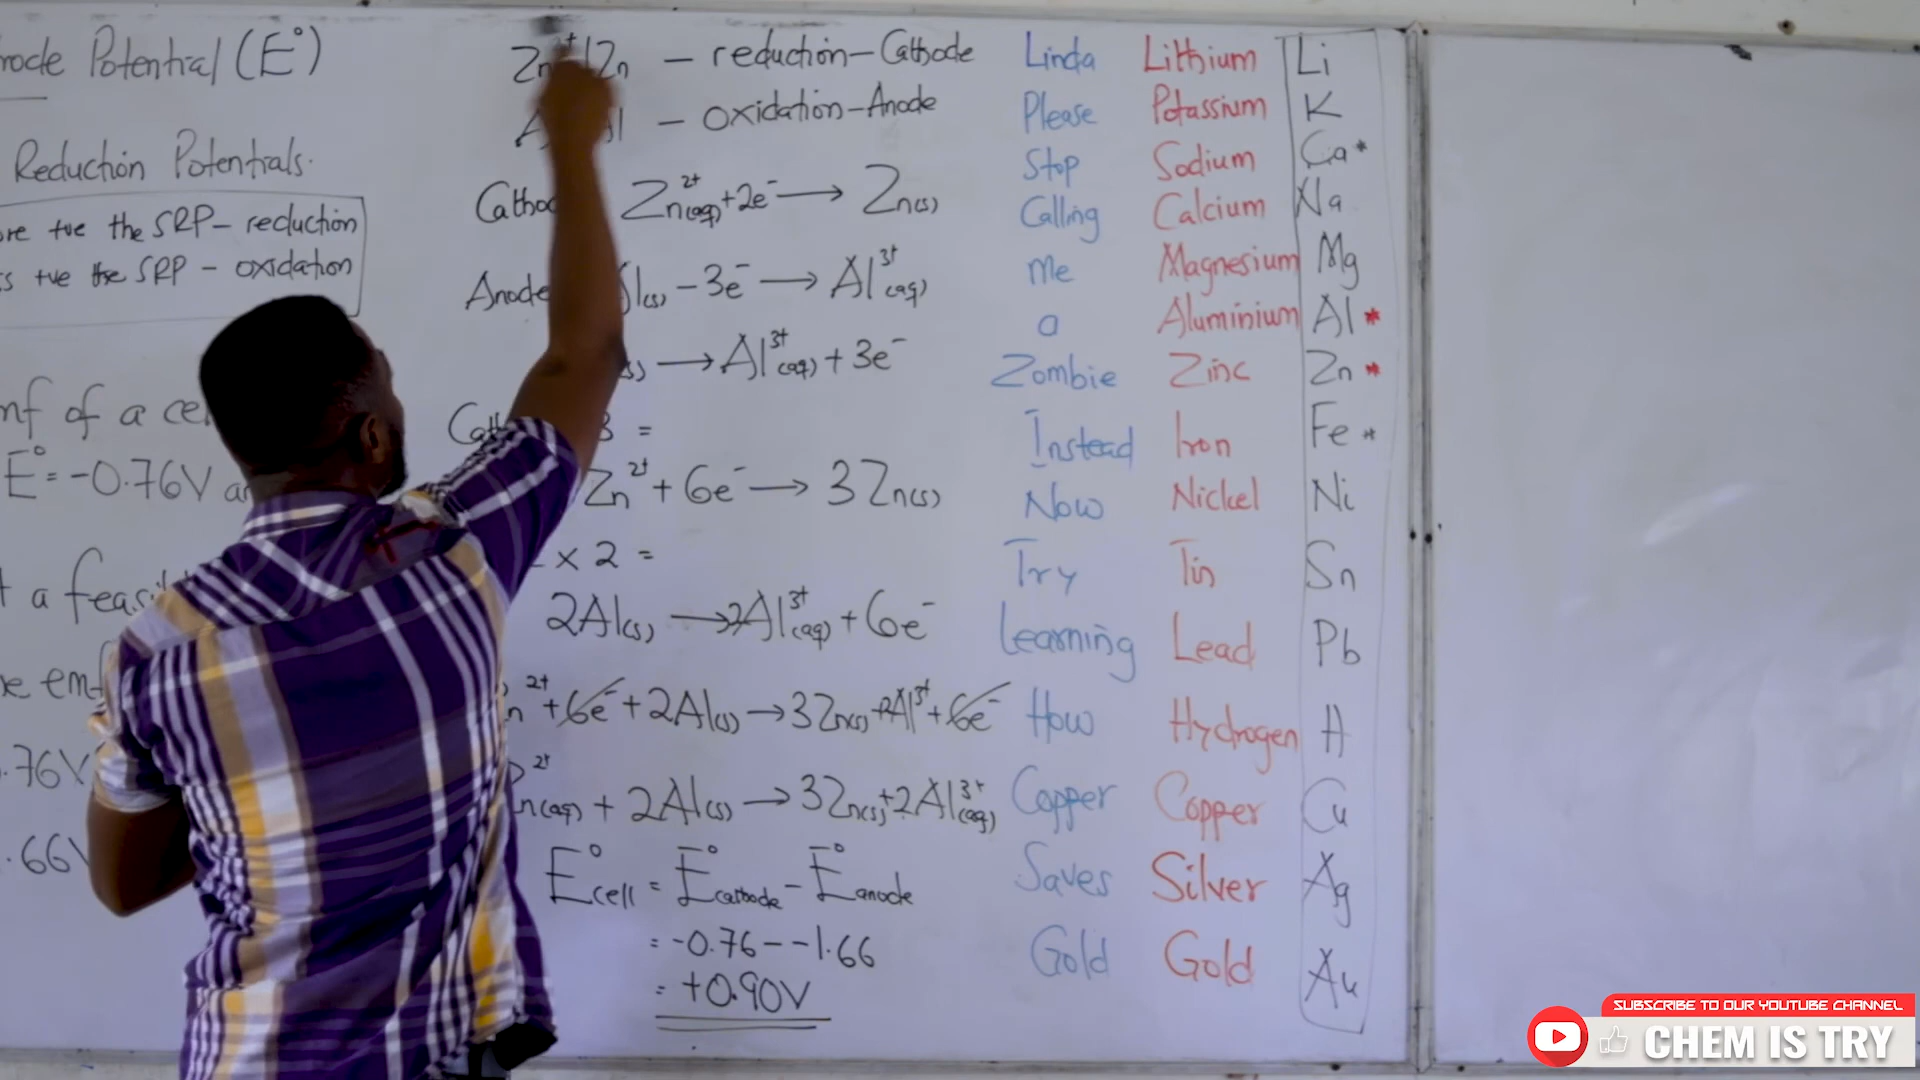 Potential (E°)
Reduction Potentials.
+ve the SRP - reduction
+ve the SRP - oxidation
of a
E° = -0.76V
a
.76V
.66V
|Zn - reduction - Cathode
- oxidation - Anode
Zn²⁺(aq) + 2e⁻ → Zn(s)
Anode
(s) - 3e⁻ → Al³⁺(aq)
→ Al³⁺(aq) + 3e⁻
=
Zn²⁺ + 6e⁻ → 3Zn(s)
x 2 =
2Al(s) → 2Al³⁺(aq) + 6e⁻
²⁺ + 6e⁻ + 2Al(s) → 3Zn(s) + 2Al³⁺ + 6e⁻
²⁺(aq) + 2Al(s) → 3Zn(s) + 2Al³⁺(aq)
E°cell = E°cathode - E°anode
= -0.76 - -1.66
= +0.90V
Linda Lithium Li
Please Potassium K
Stop Sodium Ca*
Calling Calcium Na
Me Magnesium Mg
a Aluminium Al*
Zombie Zinc Zn*
Instead Iron Fe*
Now Nickel Ni
Try Tin Sn
Learning Lead Pb
How Hydrogen H
Copper Copper Cu
Saves Silver Ag
Gold Gold Au
SUBSCRIBE TO OUR YOUTUBE CHANNEL
CHEM IS TRY